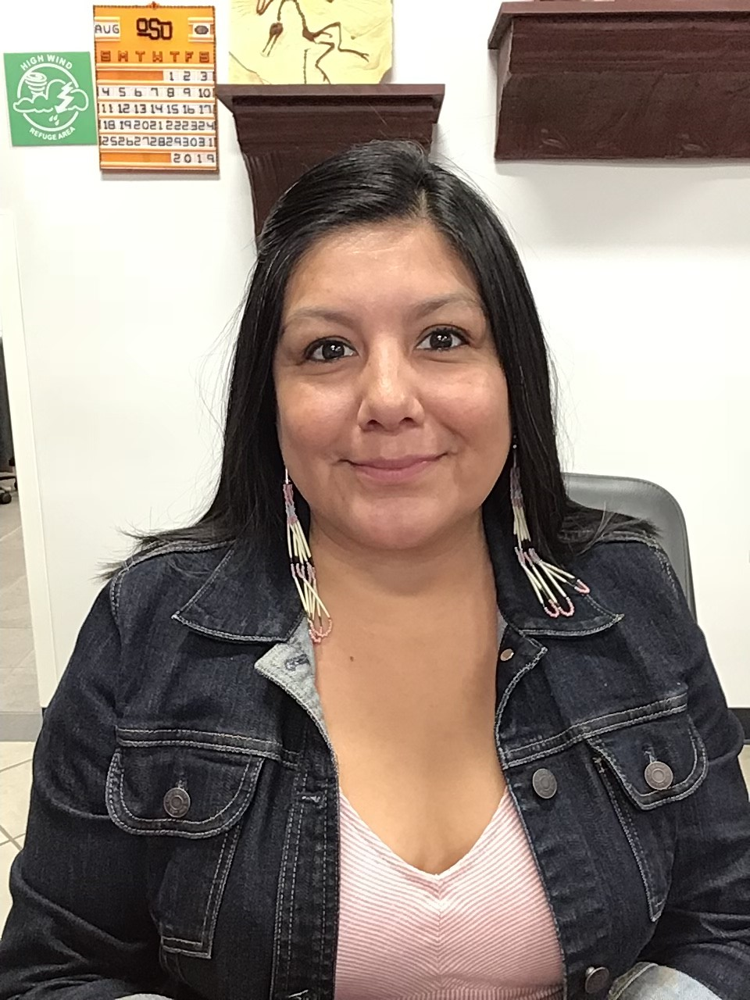 HIGH WIND
REFUGE AREA
AUG OSU
S M T W T F S
1 2 3
4 5 6 7 8 9 10
11 12 13 14 15 16 17
18 19 20 21 22 23 24
25 26 27 28 29 30 31
2019